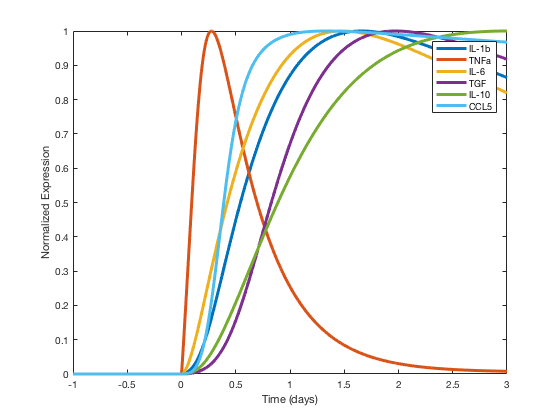 1
0.9
0.8
0.7
0.6
0.5
0.4
0.3
0.2
0.1
0
Normalized Expression
IL-1b
TNFa
IL-6
TGF
IL-10
CCL5
-1 -0.5 0 0.5 1 1.5 2 2.5 3
Time (days)